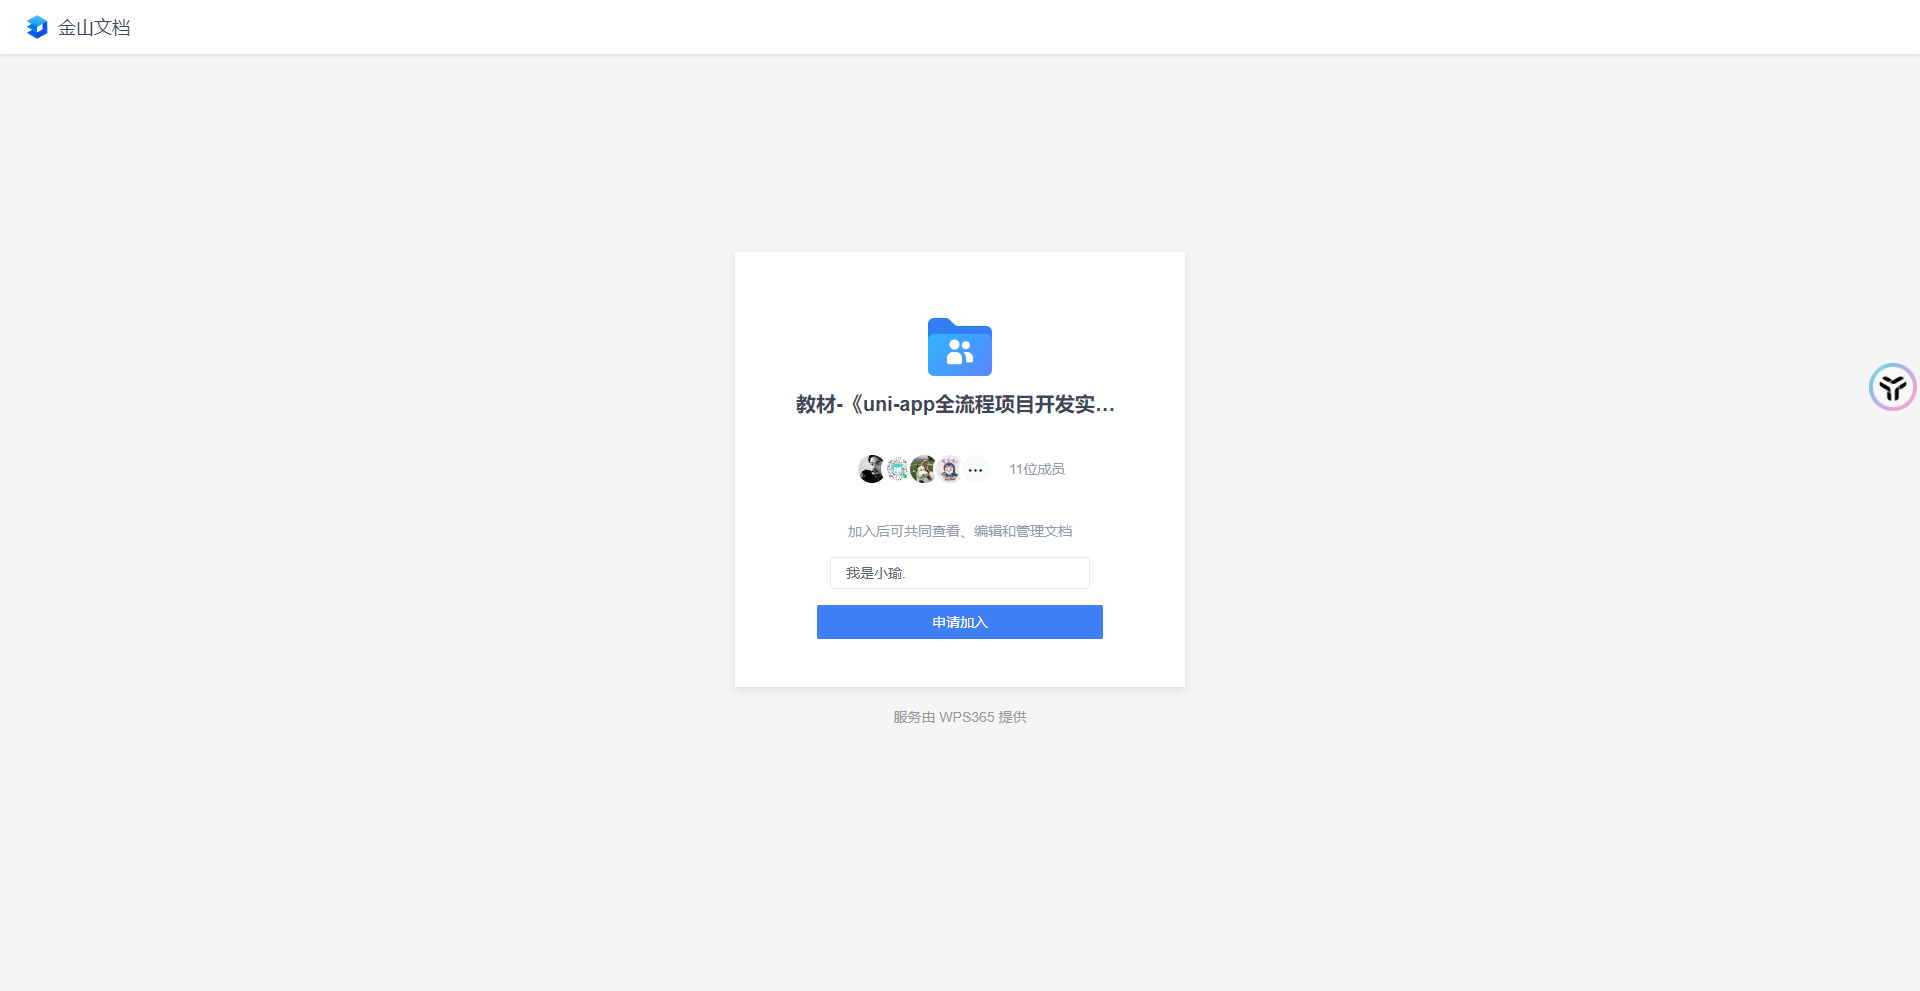 金山文档
教材-《uni-app全流程项目开发实...
11位成员
加入后可共同查看、编辑和管理文档
我是小瑜.
申请加入
服务由 WPS365 提供